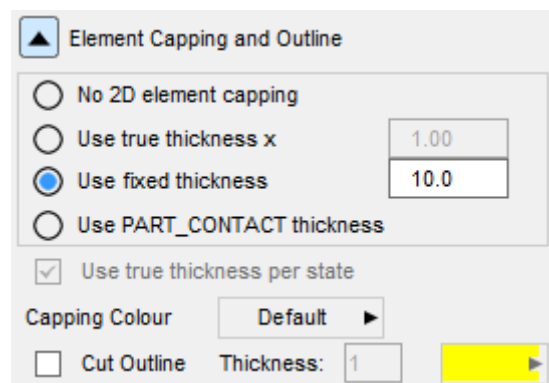 Element Capping and Outline
No 2D element capping
Use true thickness x 1.00
Use fixed thickness 10.0
Use PART_CONTACT thickness
Use true thickness per state
Capping Colour Default
Cut Outline Thickness: 1